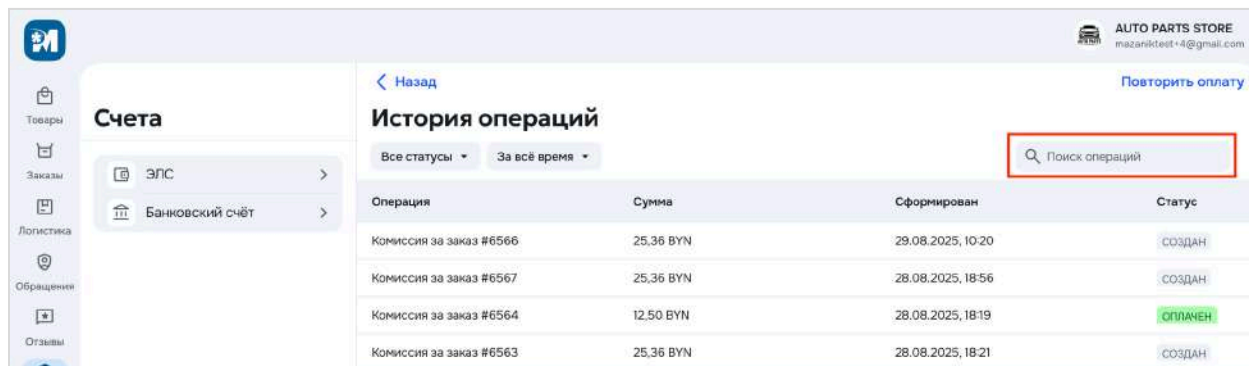 AUTO PARTS STORE
mazaniktest+4@gmail.com
Назад
Повторить оплату
Товары
Счета
История операций
Все статусы
За всё время
Поиск операций
Заказы
ЭЛС
Банковский счёт
Логистика
Обращения
Отзывы
Операция Сумма Сформирован Статус
Комиссия за заказ #6566 25,36 BYN 29.08.2025, 10:20 СОЗДАН
Комиссия за заказ #6567 25,36 BYN 28.08.2025, 18:56 СОЗДАН
Комиссия за заказ #6564 12,50 BYN 28.08.2025, 18:19 ОПЛАЧЕН
Комиссия за заказ #6563 25,36 BYN 28.08.2025, 18:21 СОЗДАН